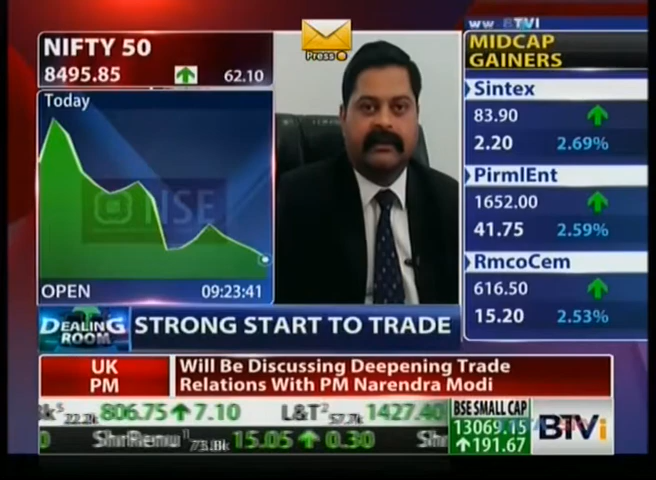 NIFTY 50
8495.85 62.10
Today
NSE
OPEN 09:23:41
Press
BTVI
MIDCAP
GAINERS
Sintex
83.90
2.20 2.69%
PirmlEnt
1652.00
41.75 2.59%
RmcoCem
616.50
15.20 2.53%
DEALING
ROOM
STRONG START TO TRADE
UK
PM
Will Be Discussing Deepening Trade
Relations With PM Narendra Modi
806.75 7.10 L&T 1427.40
15.05 0.30
BSE SMALL CAP
13069.15
191.67
BTVi